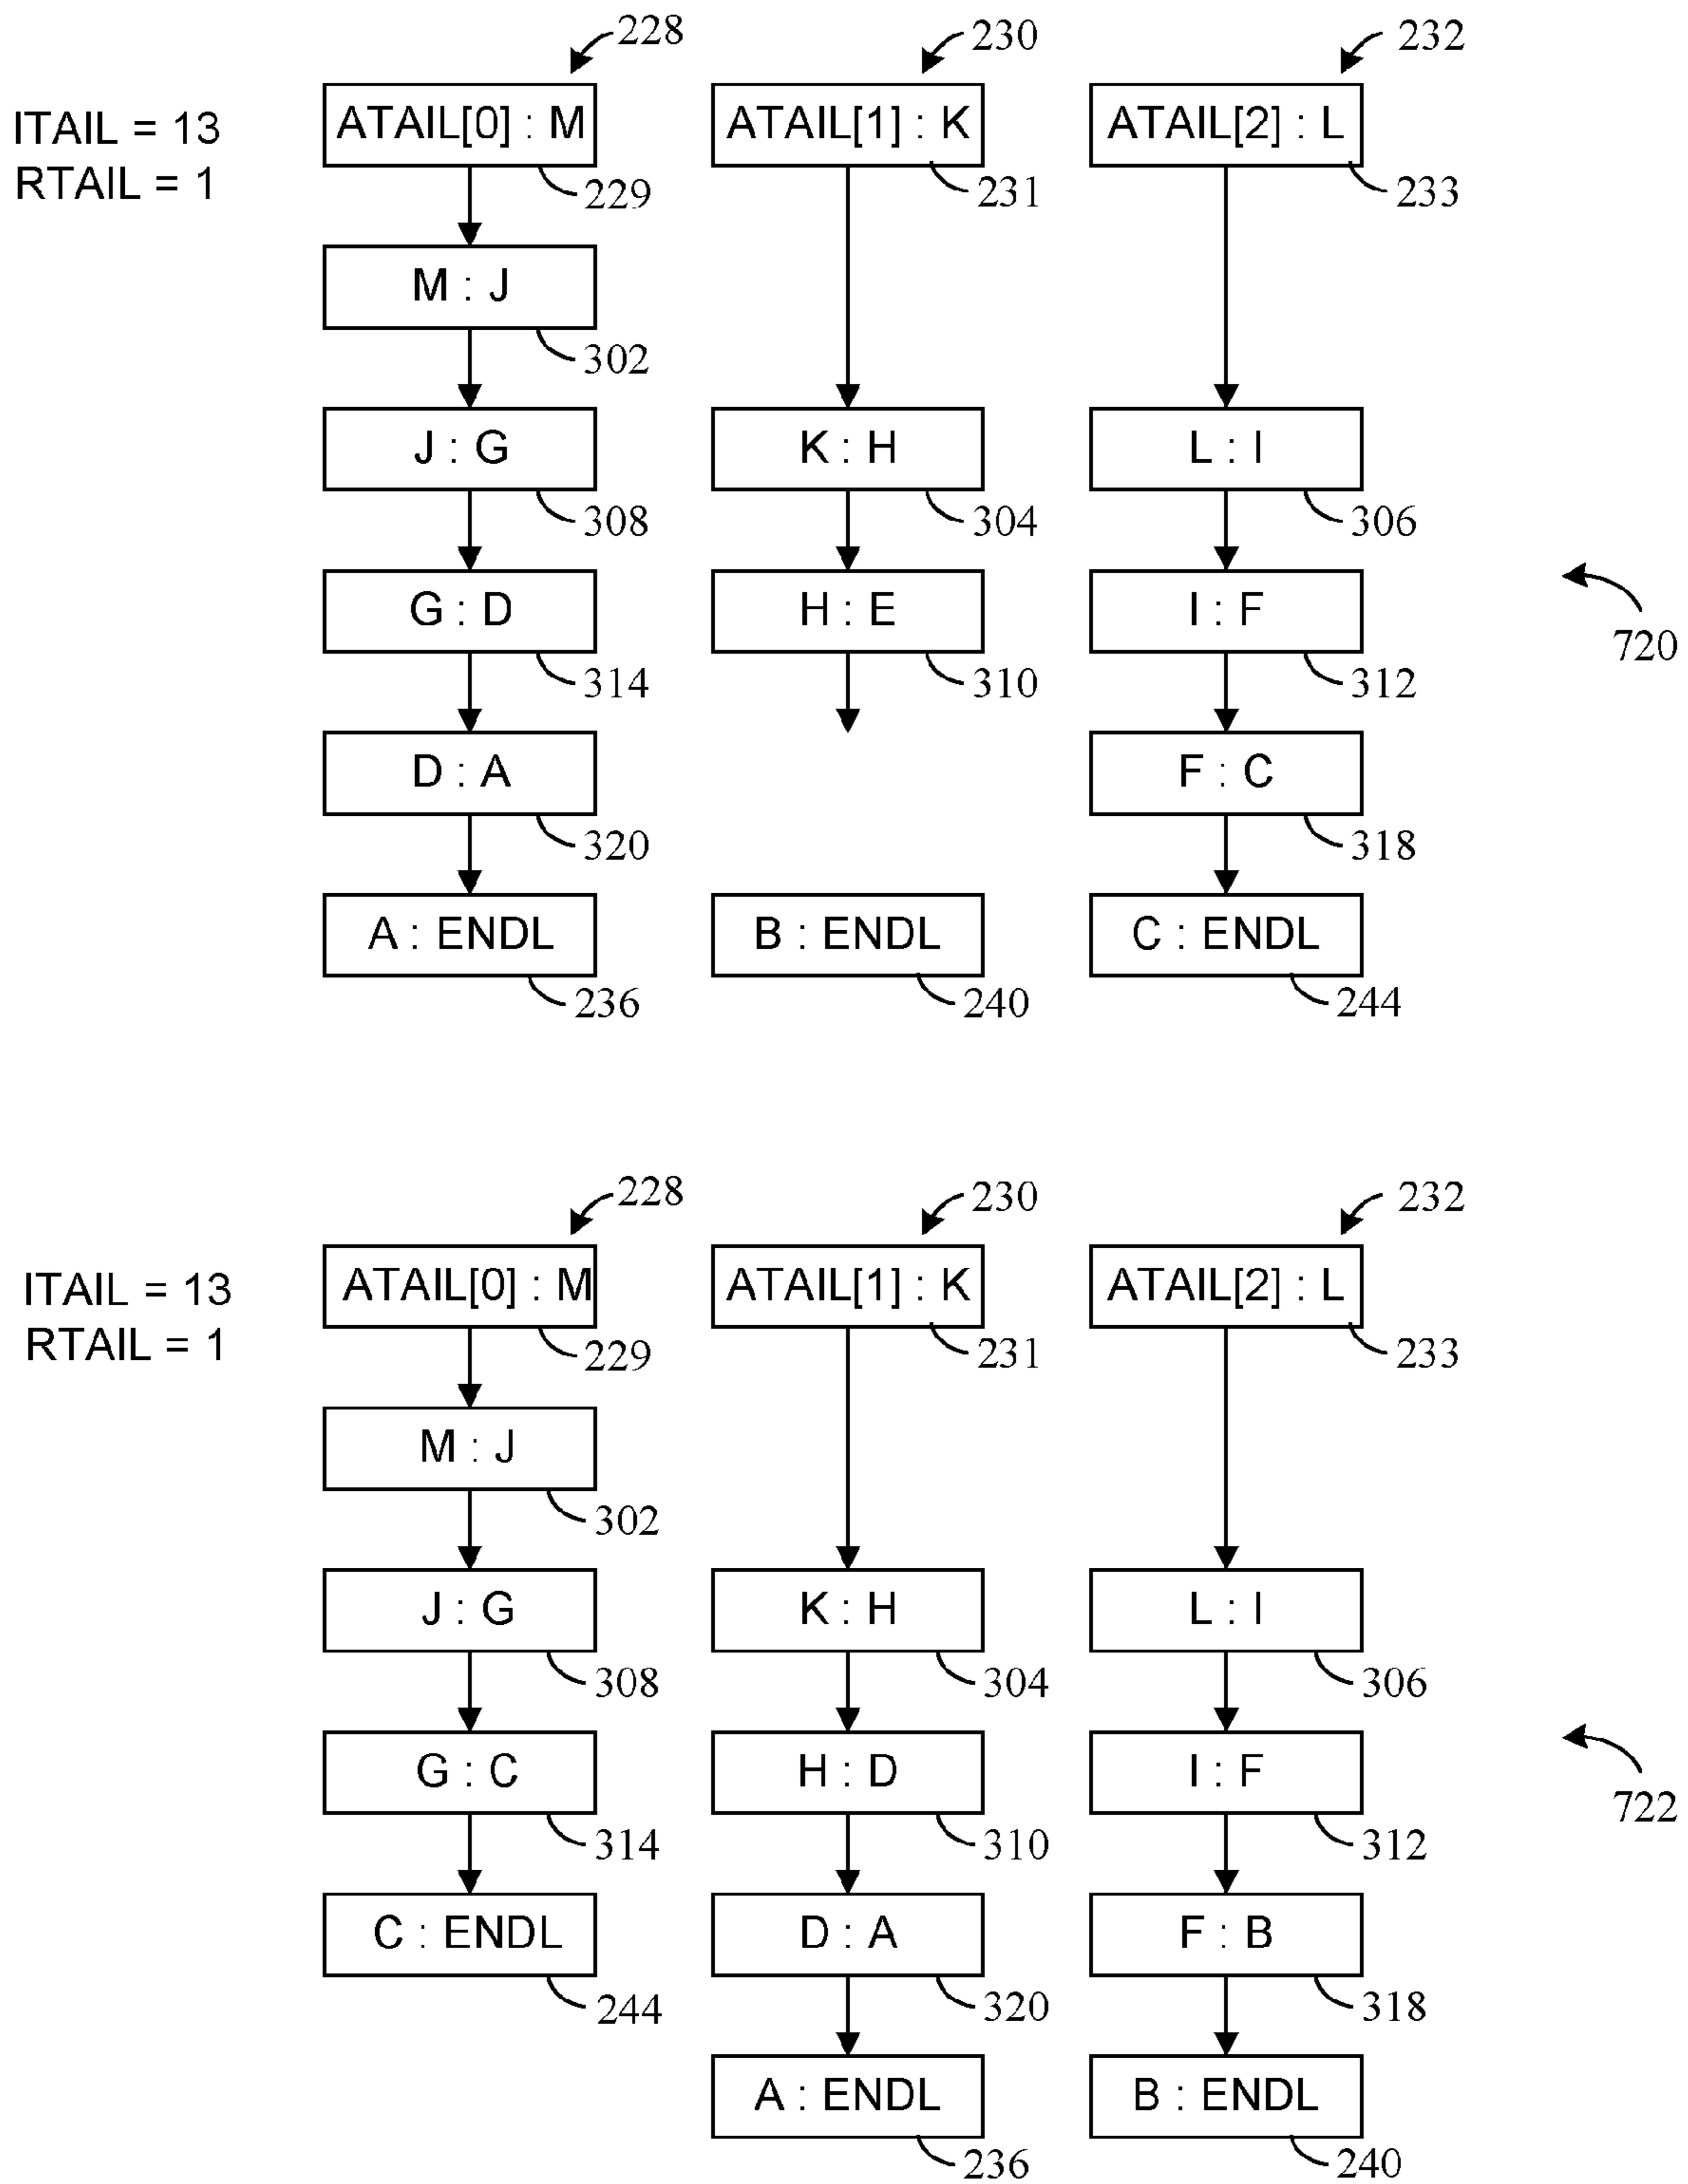 228 230 232
ITAIL = 13 ATAIL[0] : M ATAIL[1] : K ATAIL[2] : L
RTAIL = 1 229 231 233
M : J
302
J : G K : H L : I
308 304 306
G : D H : E I : F
314 310 312
720
D : A F : C
320 318
A : ENDL B : ENDL C : ENDL
236 240 244
228 230 232
ITAIL = 13 ATAIL[0] : M ATAIL[1] : K ATAIL[2] : L
RTAIL = 1 229 231 233
M : J
302
J : G K : H L : I
308 304 306
G : C H : D I : F
314 310 312
722
C : ENDL D : A F : B
244 320 318
A : ENDL B : ENDL
236 240